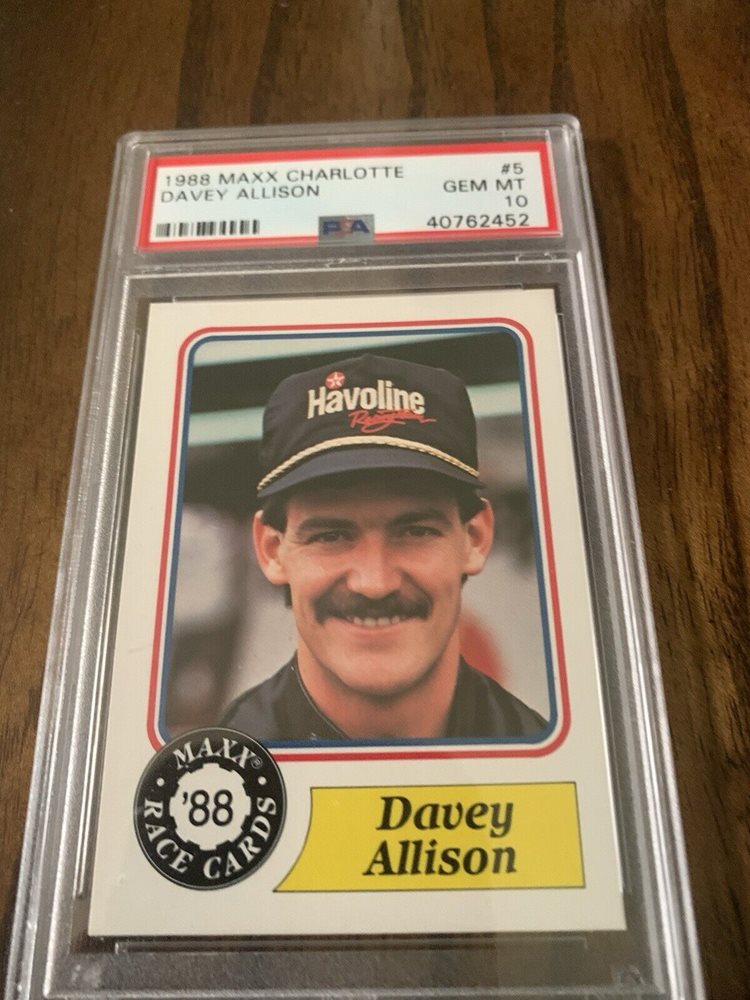 1988 MAXX CHARLOTTE #5
DAVEY ALLISON GEM MT
10
PSA 40762452
Havoline
MAXX®
'88
RACE CARDS
Davey
Allison